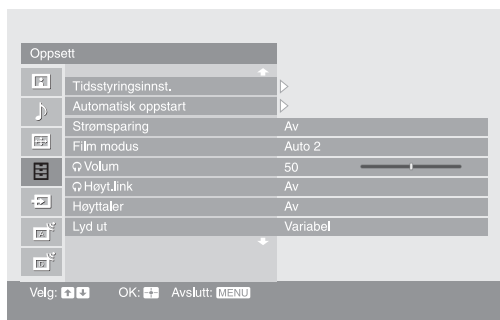 Oppsett
Tidsstyringsinnst.
Automatisk oppstart
Strømsparing Av
Film modus Auto 2
Volum 50
Høyt.link Av
Høyttaler Av
Lyd ut Variabel
Velg: OK: Avslutt: MENU